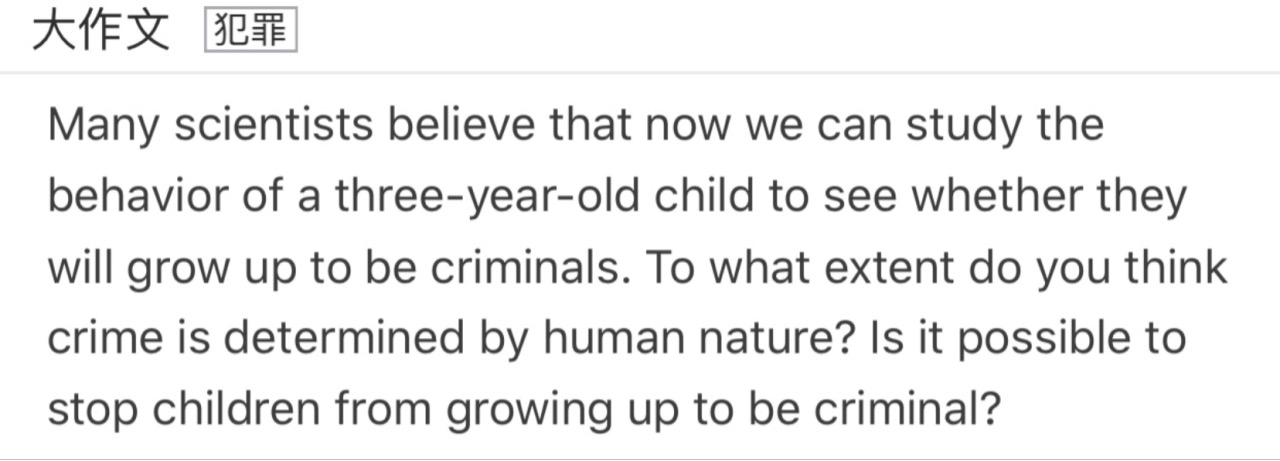 大作文 犯罪
Many scientists believe that now we can study the
behavior of a three-year-old child to see whether they
will grow up to be criminals. To what extent do you think
crime is determined by human nature? Is it possible to
stop children from growing up to be criminal?